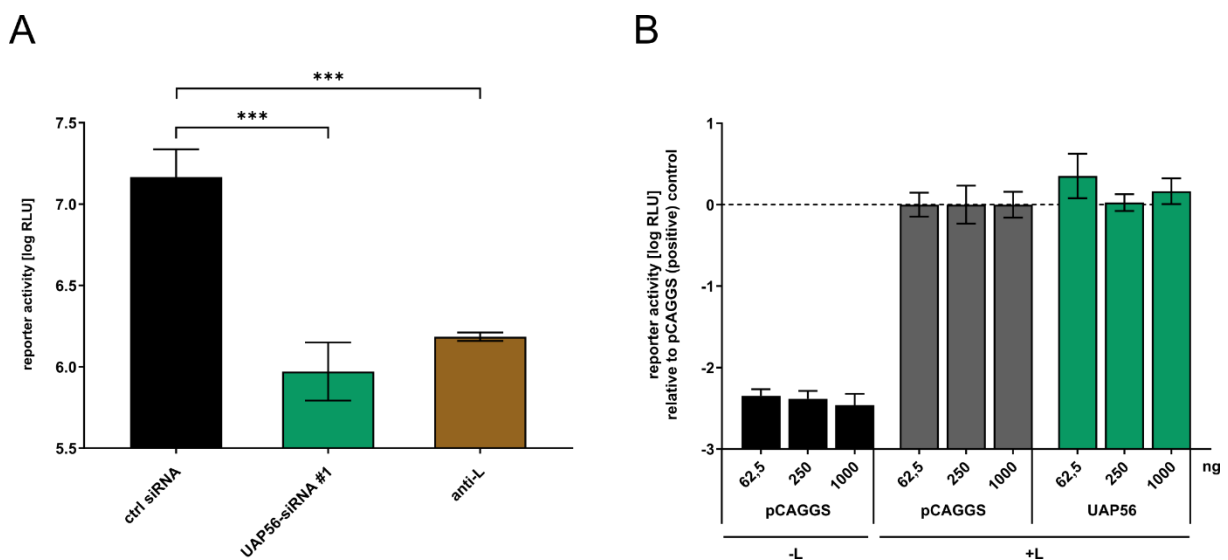 A
B
***
***
7.5
7.0
6.5
6.0
5.5
reporter activity [log RLU]
ctrl siRNA
UAP56-siRNA #1
anti-L
reporter activity [log RLU]
relative to pCAGGS (positive) control
1
0
-1
-2
-3
62,5
250
1000
62,5
250
1000
62,5
250
1000
ng
pCAGGS
pCAGGS
UAP56
-L
+L